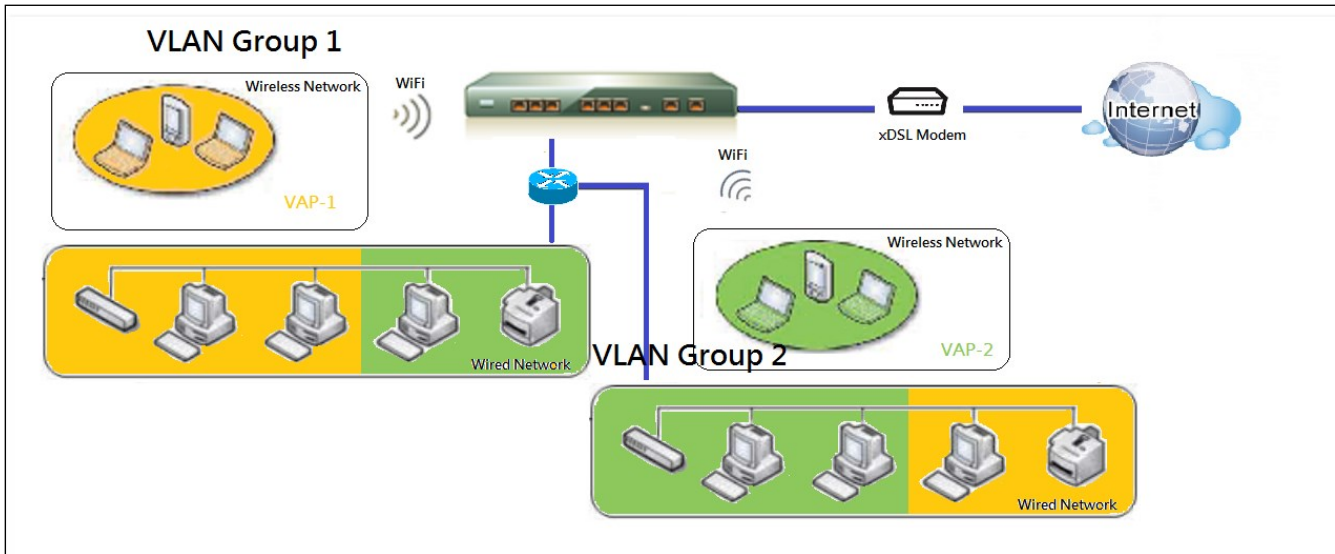 VLAN Group 1
Wireless Network
WiFi
VAP-1
xDSL Modem
Internet
WiFi
Wireless Network
VAP-2
Wired Network
VLAN Group 2
Wired Network